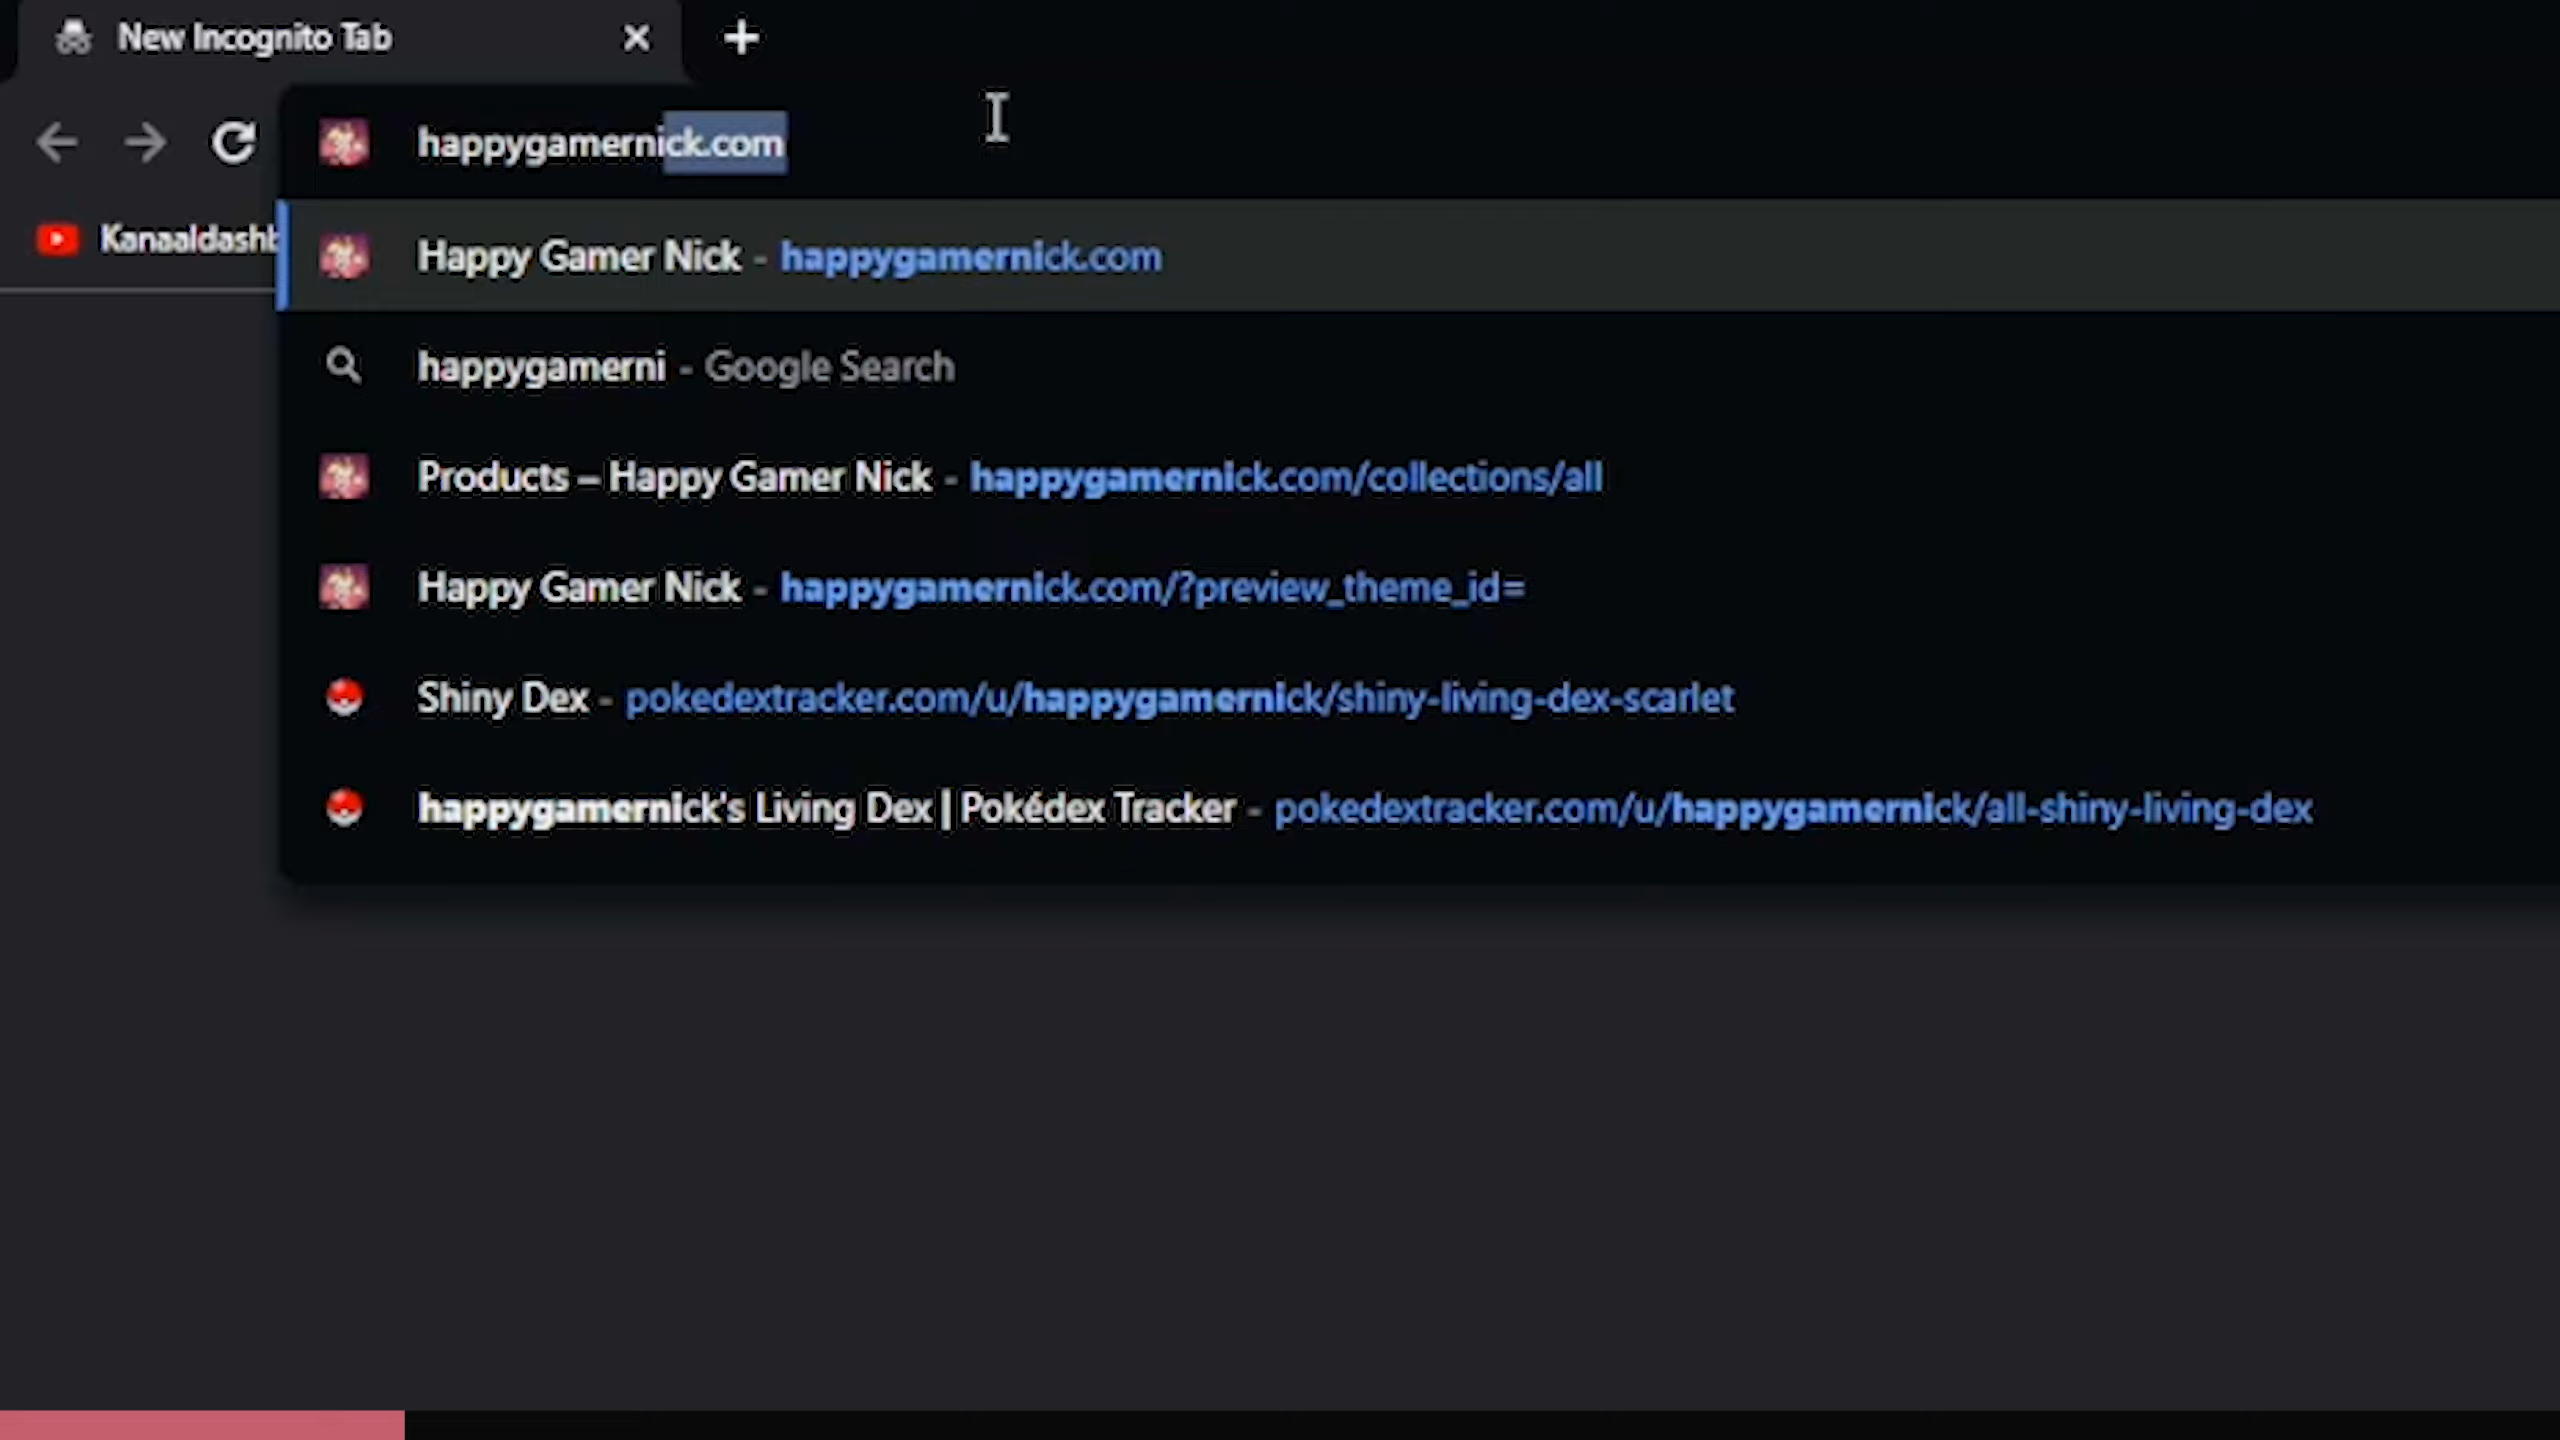 New Incognito Tab
happygamernick.com
Kanaaldashb
Happy Gamer Nick - happygamernick.com
happygamerni - Google Search
Products – Happy Gamer Nick - happygamernick.com/collections/all
Happy Gamer Nick - happygamernick.com/?preview_theme_id=
Shiny Dex - pokedextracker.com/u/happygamernick/shiny-living-dex-scarlet
happygamernick's Living Dex | Pokédex Tracker - pokedextracker.com/u/happygamernick/all-shiny-living-dex